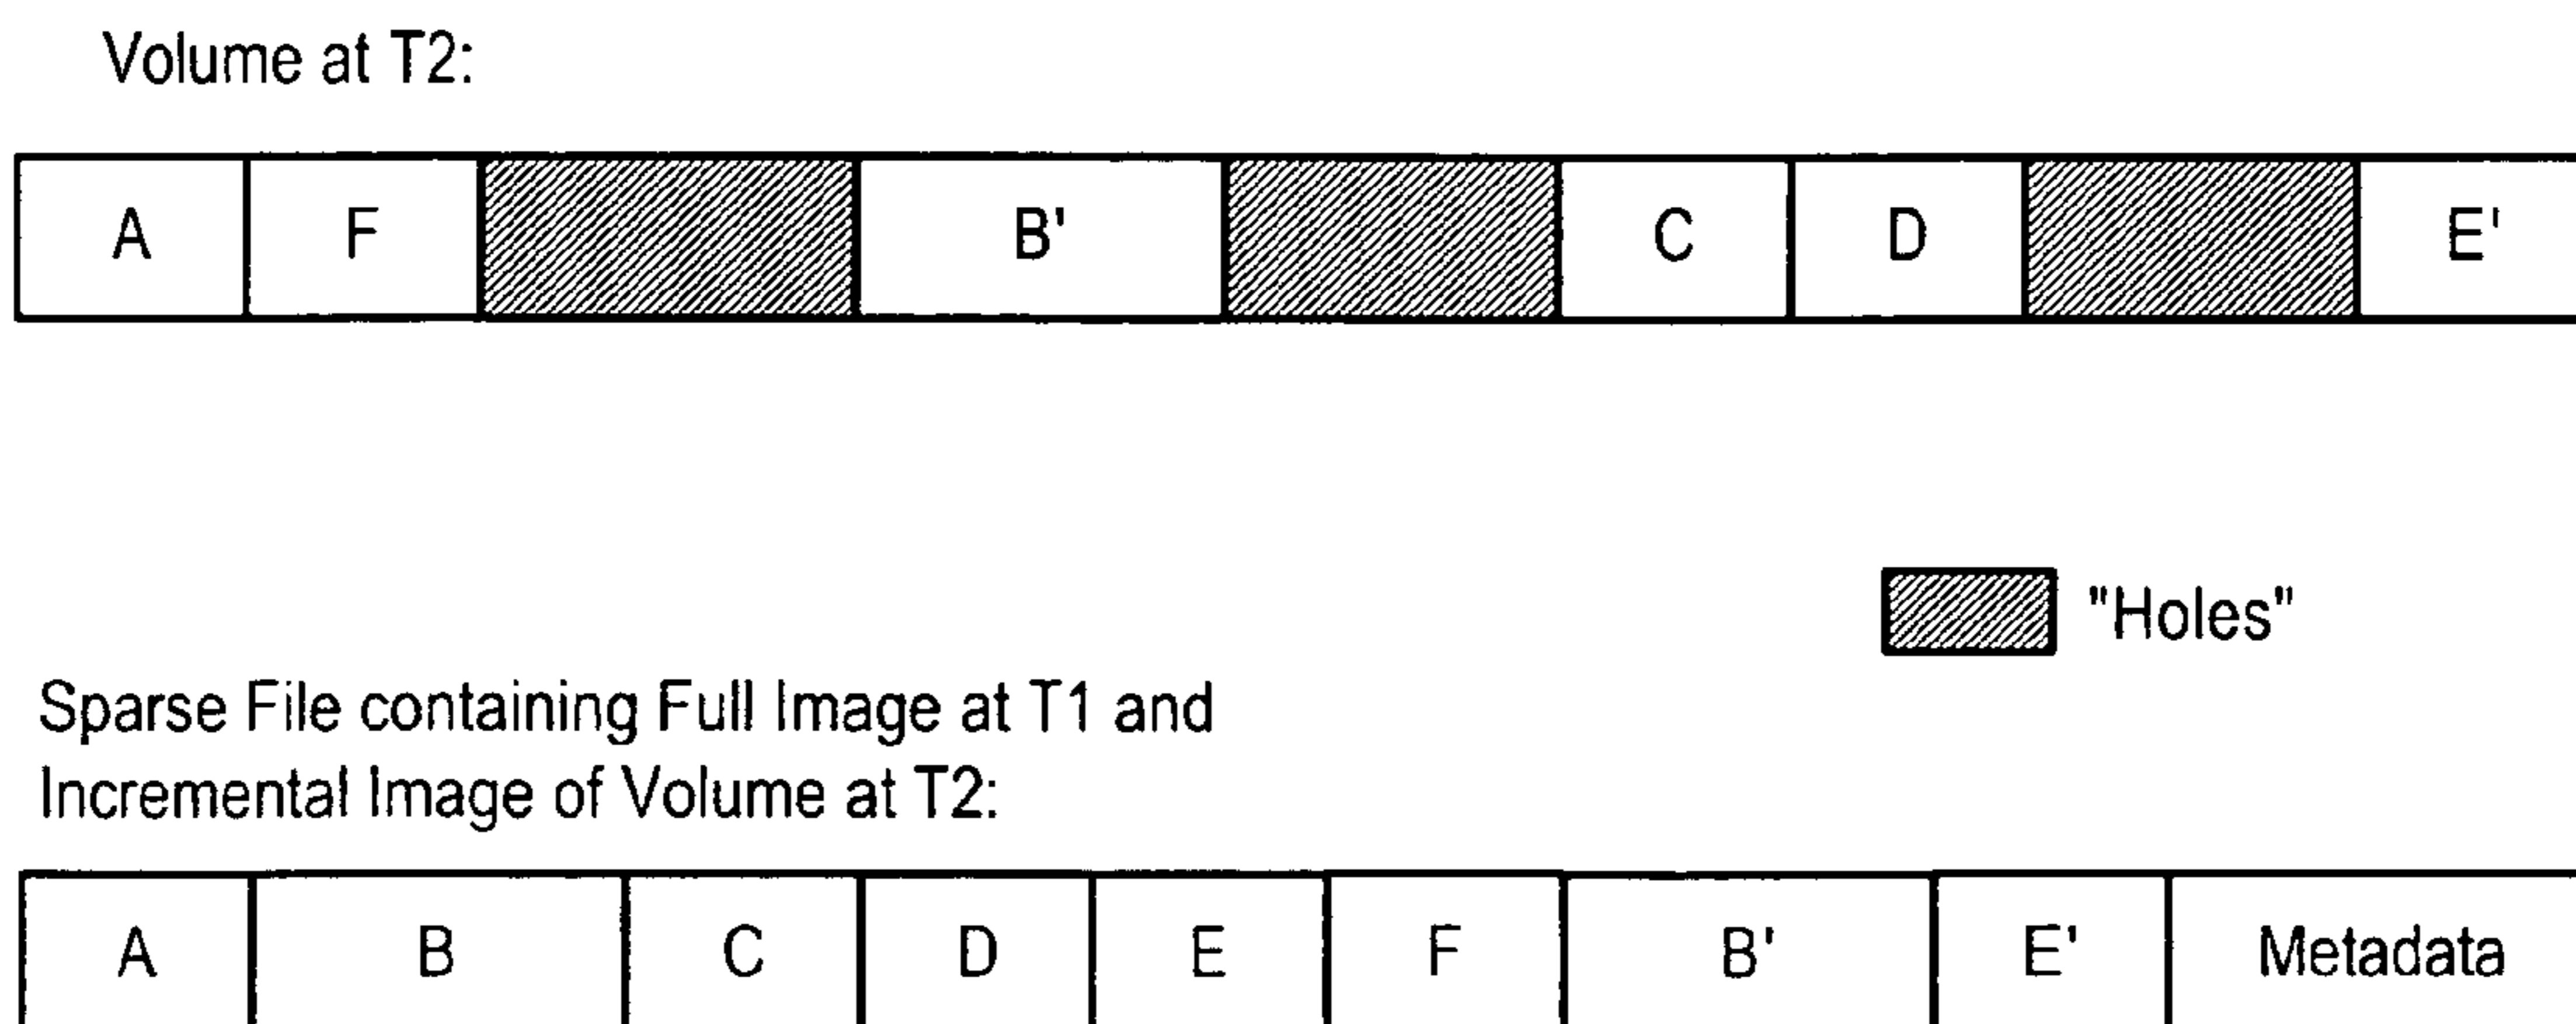 Volume at T2:
A F B' C D E'
"Holes"
Sparse File containing Full Image at T1 and
Incremental Image of Volume at T2:
A B C D E F B' E' Metadata